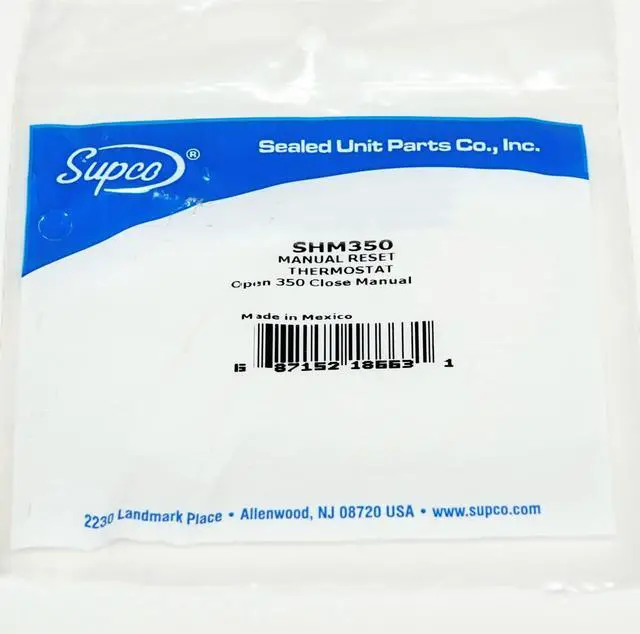 Supco®
Sealed Unit Parts Co., Inc.
SHM350
MANUAL RESET
THERMOSTAT
Open 350 Close Manual
Made in Mexico
6 87152 18663 1
2230 Landmark Place • Allenwood, NJ 08720 USA • www.supco.com